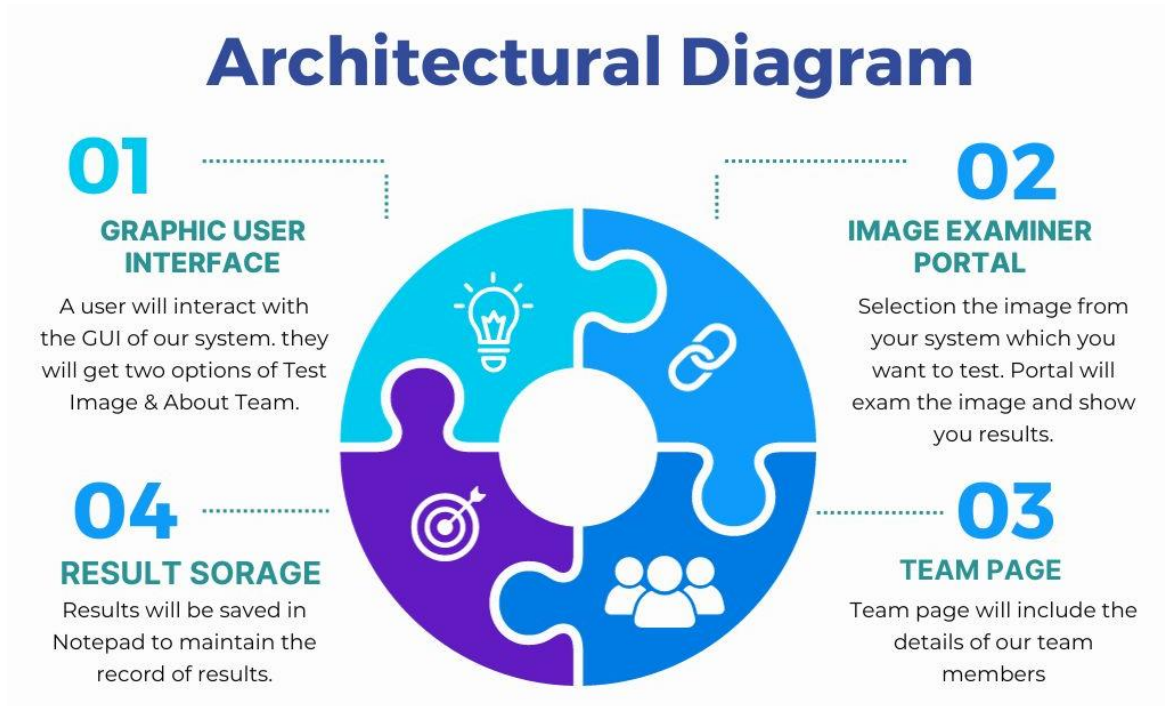 Architectural Diagram
01
GRAPHIC USER
INTERFACE
A user will interact with
the GUI of our system. they
will get two options of Test
Image & About Team.
02
IMAGE EXAMINER
PORTAL
Selection the image from
your system which you
want to test. Portal will
exam the image and show
you results.
04
RESULT SORAGE
Results will be saved in
Notepad to maintain the
record of results.
03
TEAM PAGE
Team page will include the
details of our team
members